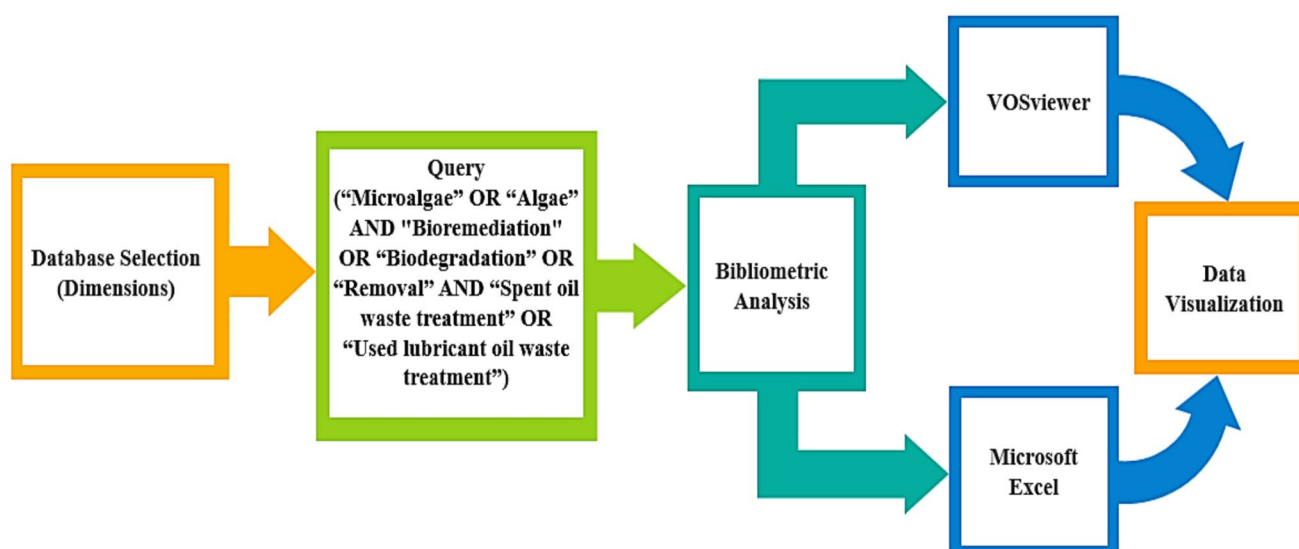 Database Selection
(Dimensions)
Query
(“Microalgae” OR “Algae”
AND "Bioremediation"
OR “Biodegradation” OR
“Removal” AND “Spent oil
waste treatment” OR
“Used lubricant oil waste
treatment”)
Bibliometric
Analysis
VOSviewer
Microsoft
Excel
Data
Visualization